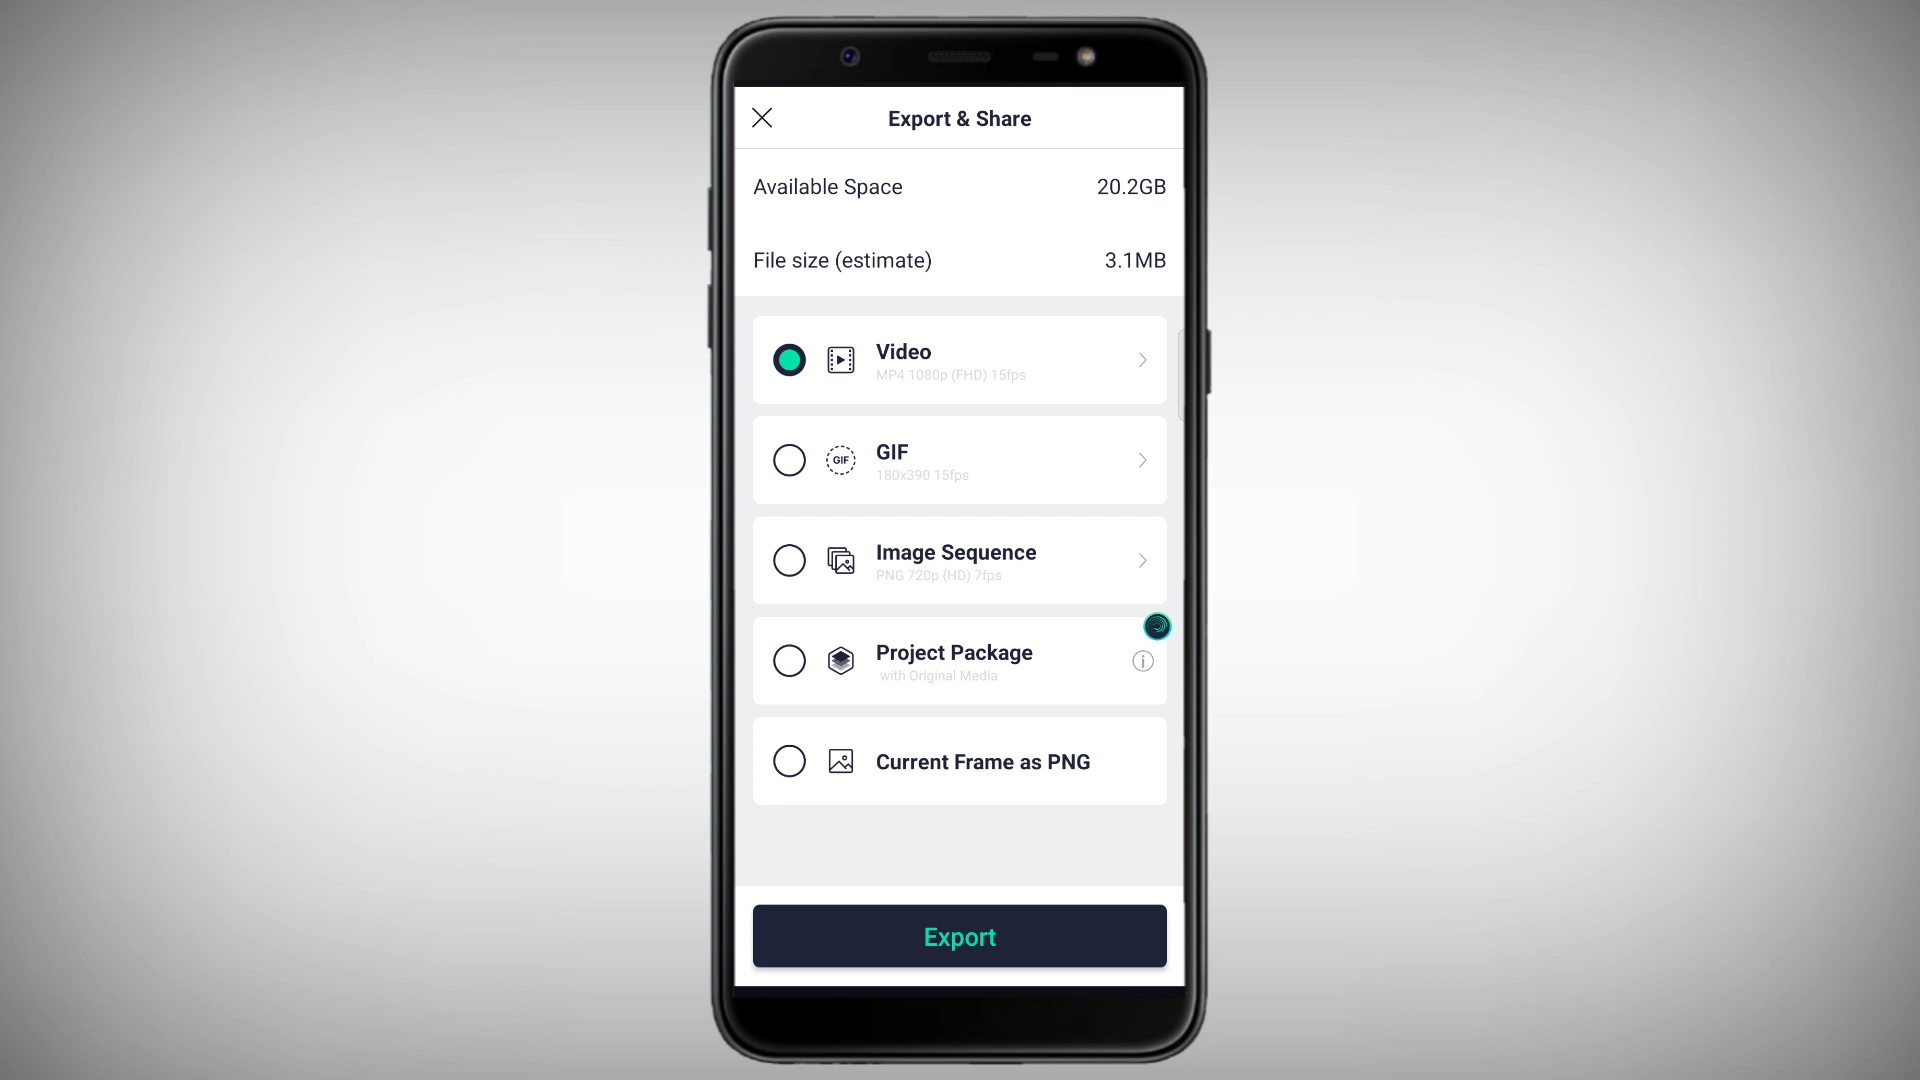 Export & Share
Available Space 20.2GB
File size (estimate) 3.1MB
Video
MP4 1080p (FHD) 15fps
GIF
GIF
180x390 15fps
Image Sequence
PNG 720p (HD) 7fps
Project Package
with Original Media
Current Frame as PNG
Export